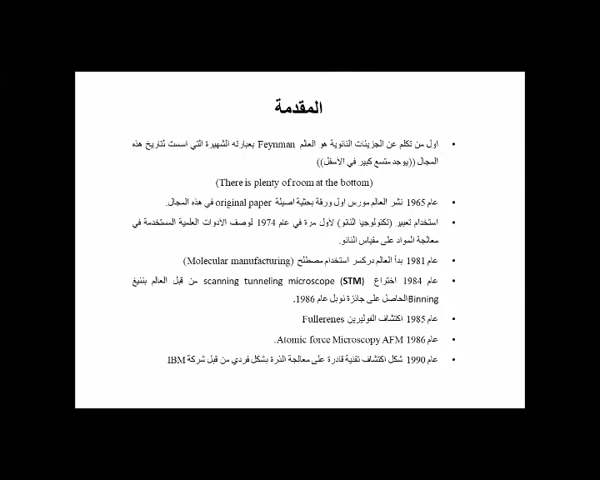 المقدمة
• اول من تكلم عن الجزيئات النانوية هو العالم Feynman بعبارته الشهيرة التي اسست لتاريخ هذه
المجال ((يوجد متسع كبير في الاسفل))
(There is plenty of room at the bottom)
• عام 1965 نشر العالم مورس اول ورقة بحثية اصيلة original paper في هذه المجال.
• استخدام تعبير (تكنولوجيا النانو) لأول مرة في عام 1974 لوصف الأدوات العلمية المستخدمة في
معالجة المواد على مقياس النانو.
• عام 1981 بدأ العالم دركسر استخدام مصطلح (Molecular manufacturing)
• عام 1984 اختراع scanning tunneling microscope (STM) من قبل العالم بننيغ
Binning الحاصل على جائزة نوبل عام 1986.
• عام 1985 اكتشاف الفوليرين Fullerenes
• عام 1986 Atomic force Microscopy AFM.
• عام 1990 شكل اكتشاف تقنية قادرة على معالجة الذرة بشكل فردي من قبل شركة IBM